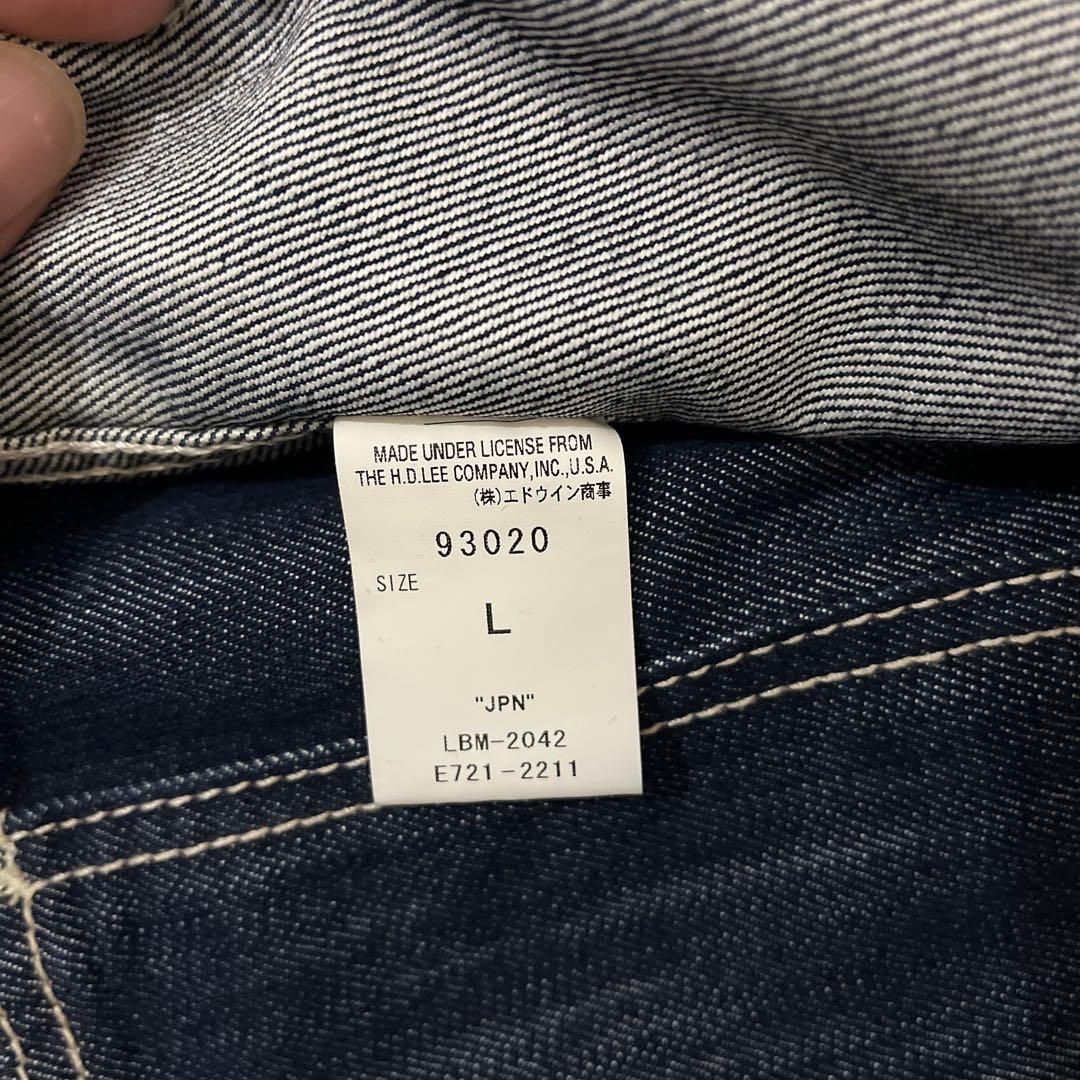 MADE UNDER LICENSE FROM
THE H.D.LEE COMPANY,INC.,U.S.A.
(株)エドウイン商事
93020
SIZE
L
"JPN"
LBM-2042
E721-2211